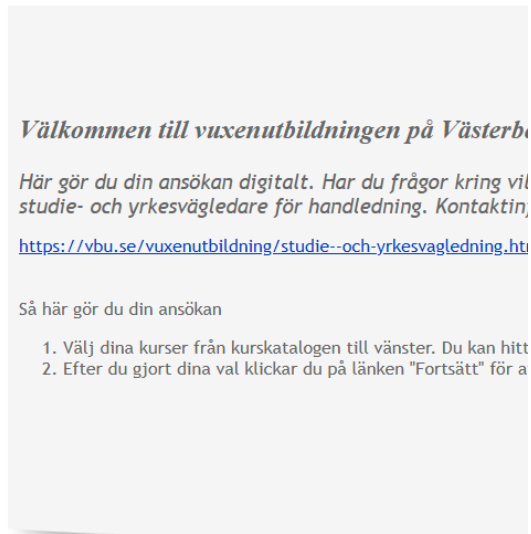 Välkommen till vuxenutbildningen på
Här gör du din ansökan digitalt. Har du frågor kring
studie- och yrkesvägledare för handledning.
https://vbu.se/vuxenutbildning/studie--och-yrkesvagledning.ht
Så här gör du din ansökan
1. Välj dina kurser från kurskatalogen till vänster. Du kan hitt
2. Efter du gjort dina val klickar du på länken "Fortsätt" för